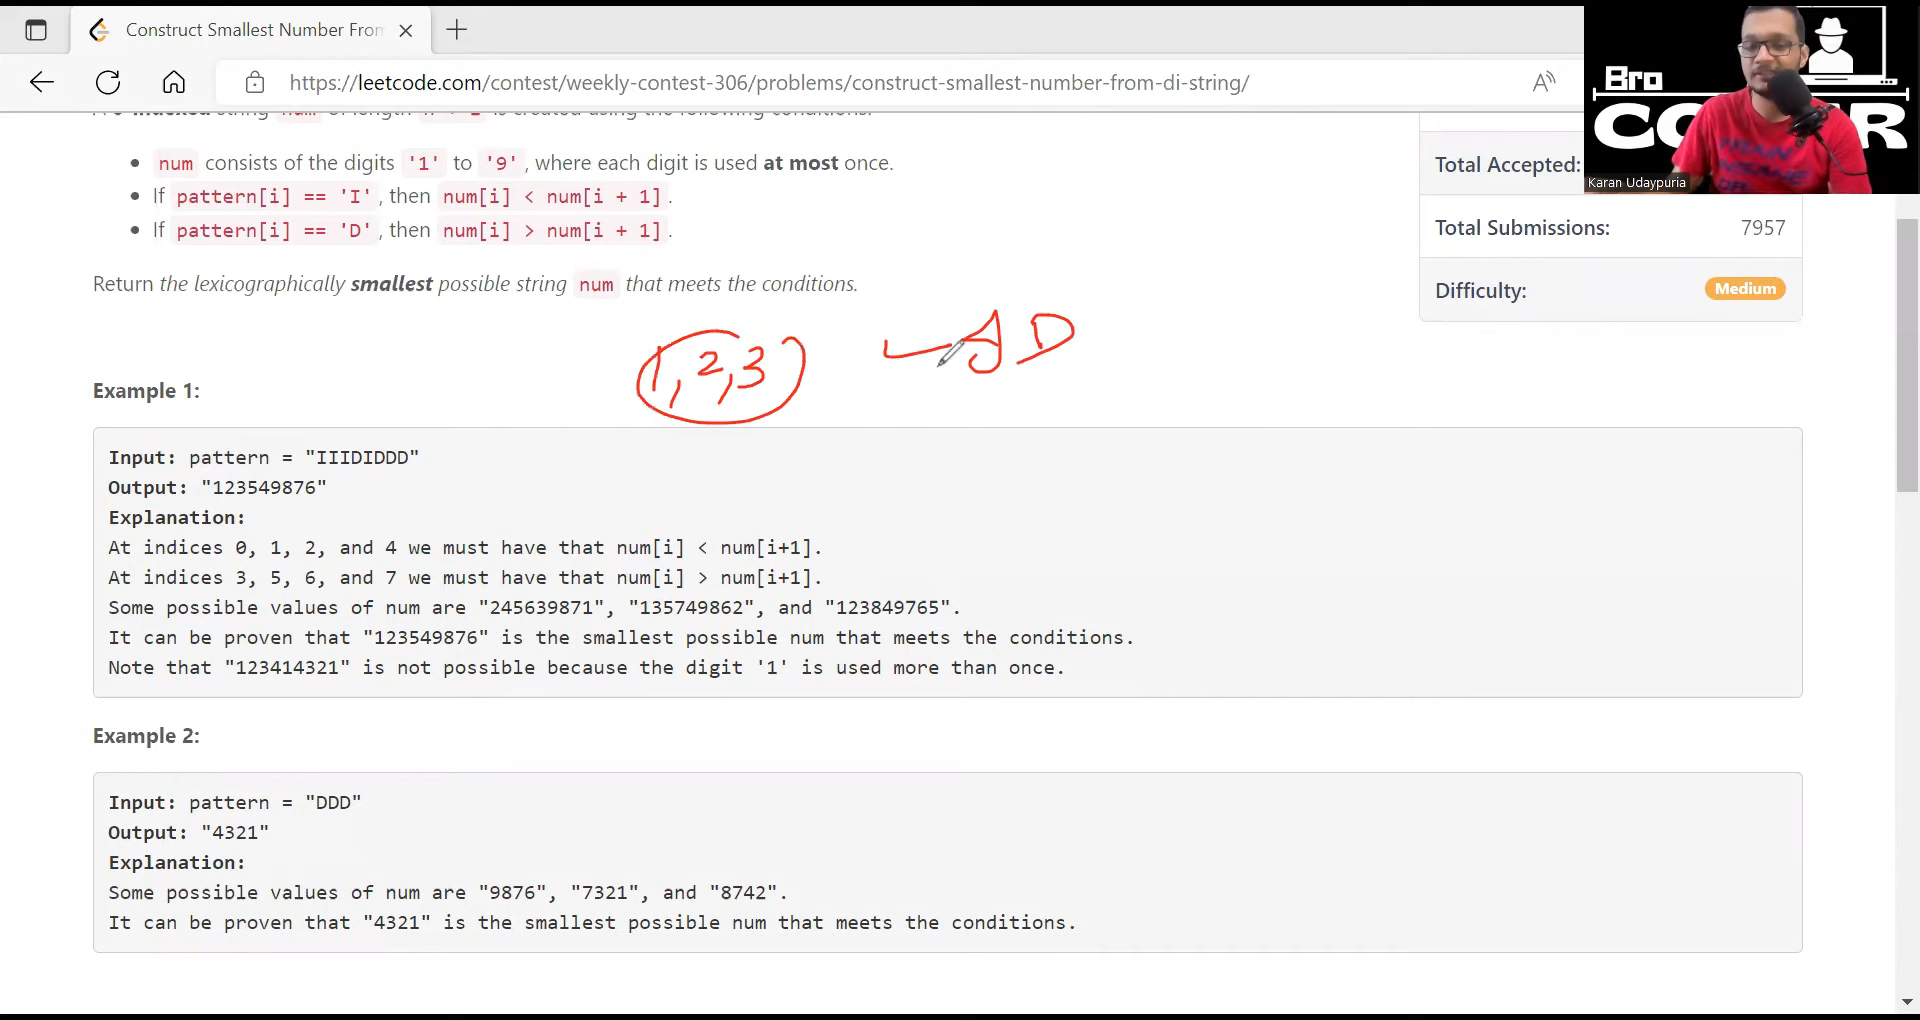 Construct Smallest Number From
https://leetcode.com/contest/weekly-contest-306/problems/construct-smallest-number-from-di-string/
Bro
CODER
Karan Udaypuria
num consists of the digits '1' to '9', where each digit is used at most once.
If pattern[i] == 'I', then num[i] < num[i + 1].
If pattern[i] == 'D', then num[i] > num[i + 1].
Return the lexicographically smallest possible string num that meets the conditions.
Total Accepted:
Total Submissions: 7957
Difficulty: Medium
1, 2, 3
D
Example 1:
Input: pattern = "IIIDIDDD"
Output: "123549876"
Explanation:
At indices 0, 1, 2, and 4 we must have that num[i] < num[i+1].
At indices 3, 5, 6, and 7 we must have that num[i] > num[i+1].
Some possible values of num are "245639871", "135749862", and "123849765".
It can be proven that "123549876" is the smallest possible num that meets the conditions.
Note that "123414321" is not possible because the digit '1' is used more than once.
Example 2:
Input: pattern = "DDD"
Output: "4321"
Explanation:
Some possible values of num are "9876", "7321", and "8742".
It can be proven that "4321" is the smallest possible num that meets the conditions.